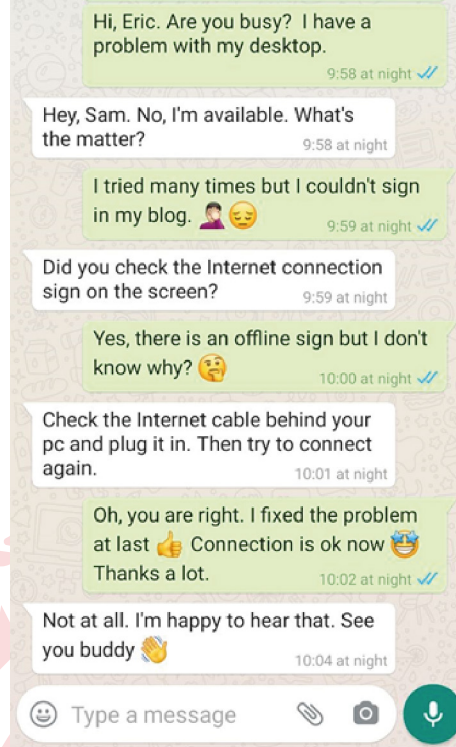 Hi, Eric. Are you busy? I have a
problem with my desktop.
9:58 at night
Hey, Sam. No, I'm available. What's
the matter?
9:58 at night
I tried many times but I couldn't sign
in my blog. 🤦🏻‍♂️😔
9:59 at night
Did you check the Internet connection
sign on the screen?
9:59 at night
Yes, there is an offline sign but I don't
know why? 🤔
10:00 at night
Check the Internet cable behind your
pc and plug it in. Then try to connect
again.
10:01 at night
Oh, you are right. I fixed the problem
at last 👍 Connection is ok now 🤩
Thanks a lot.
10:02 at night
Not at all. I'm happy to hear that. See
you buddy 👋
10:04 at night
Type a message